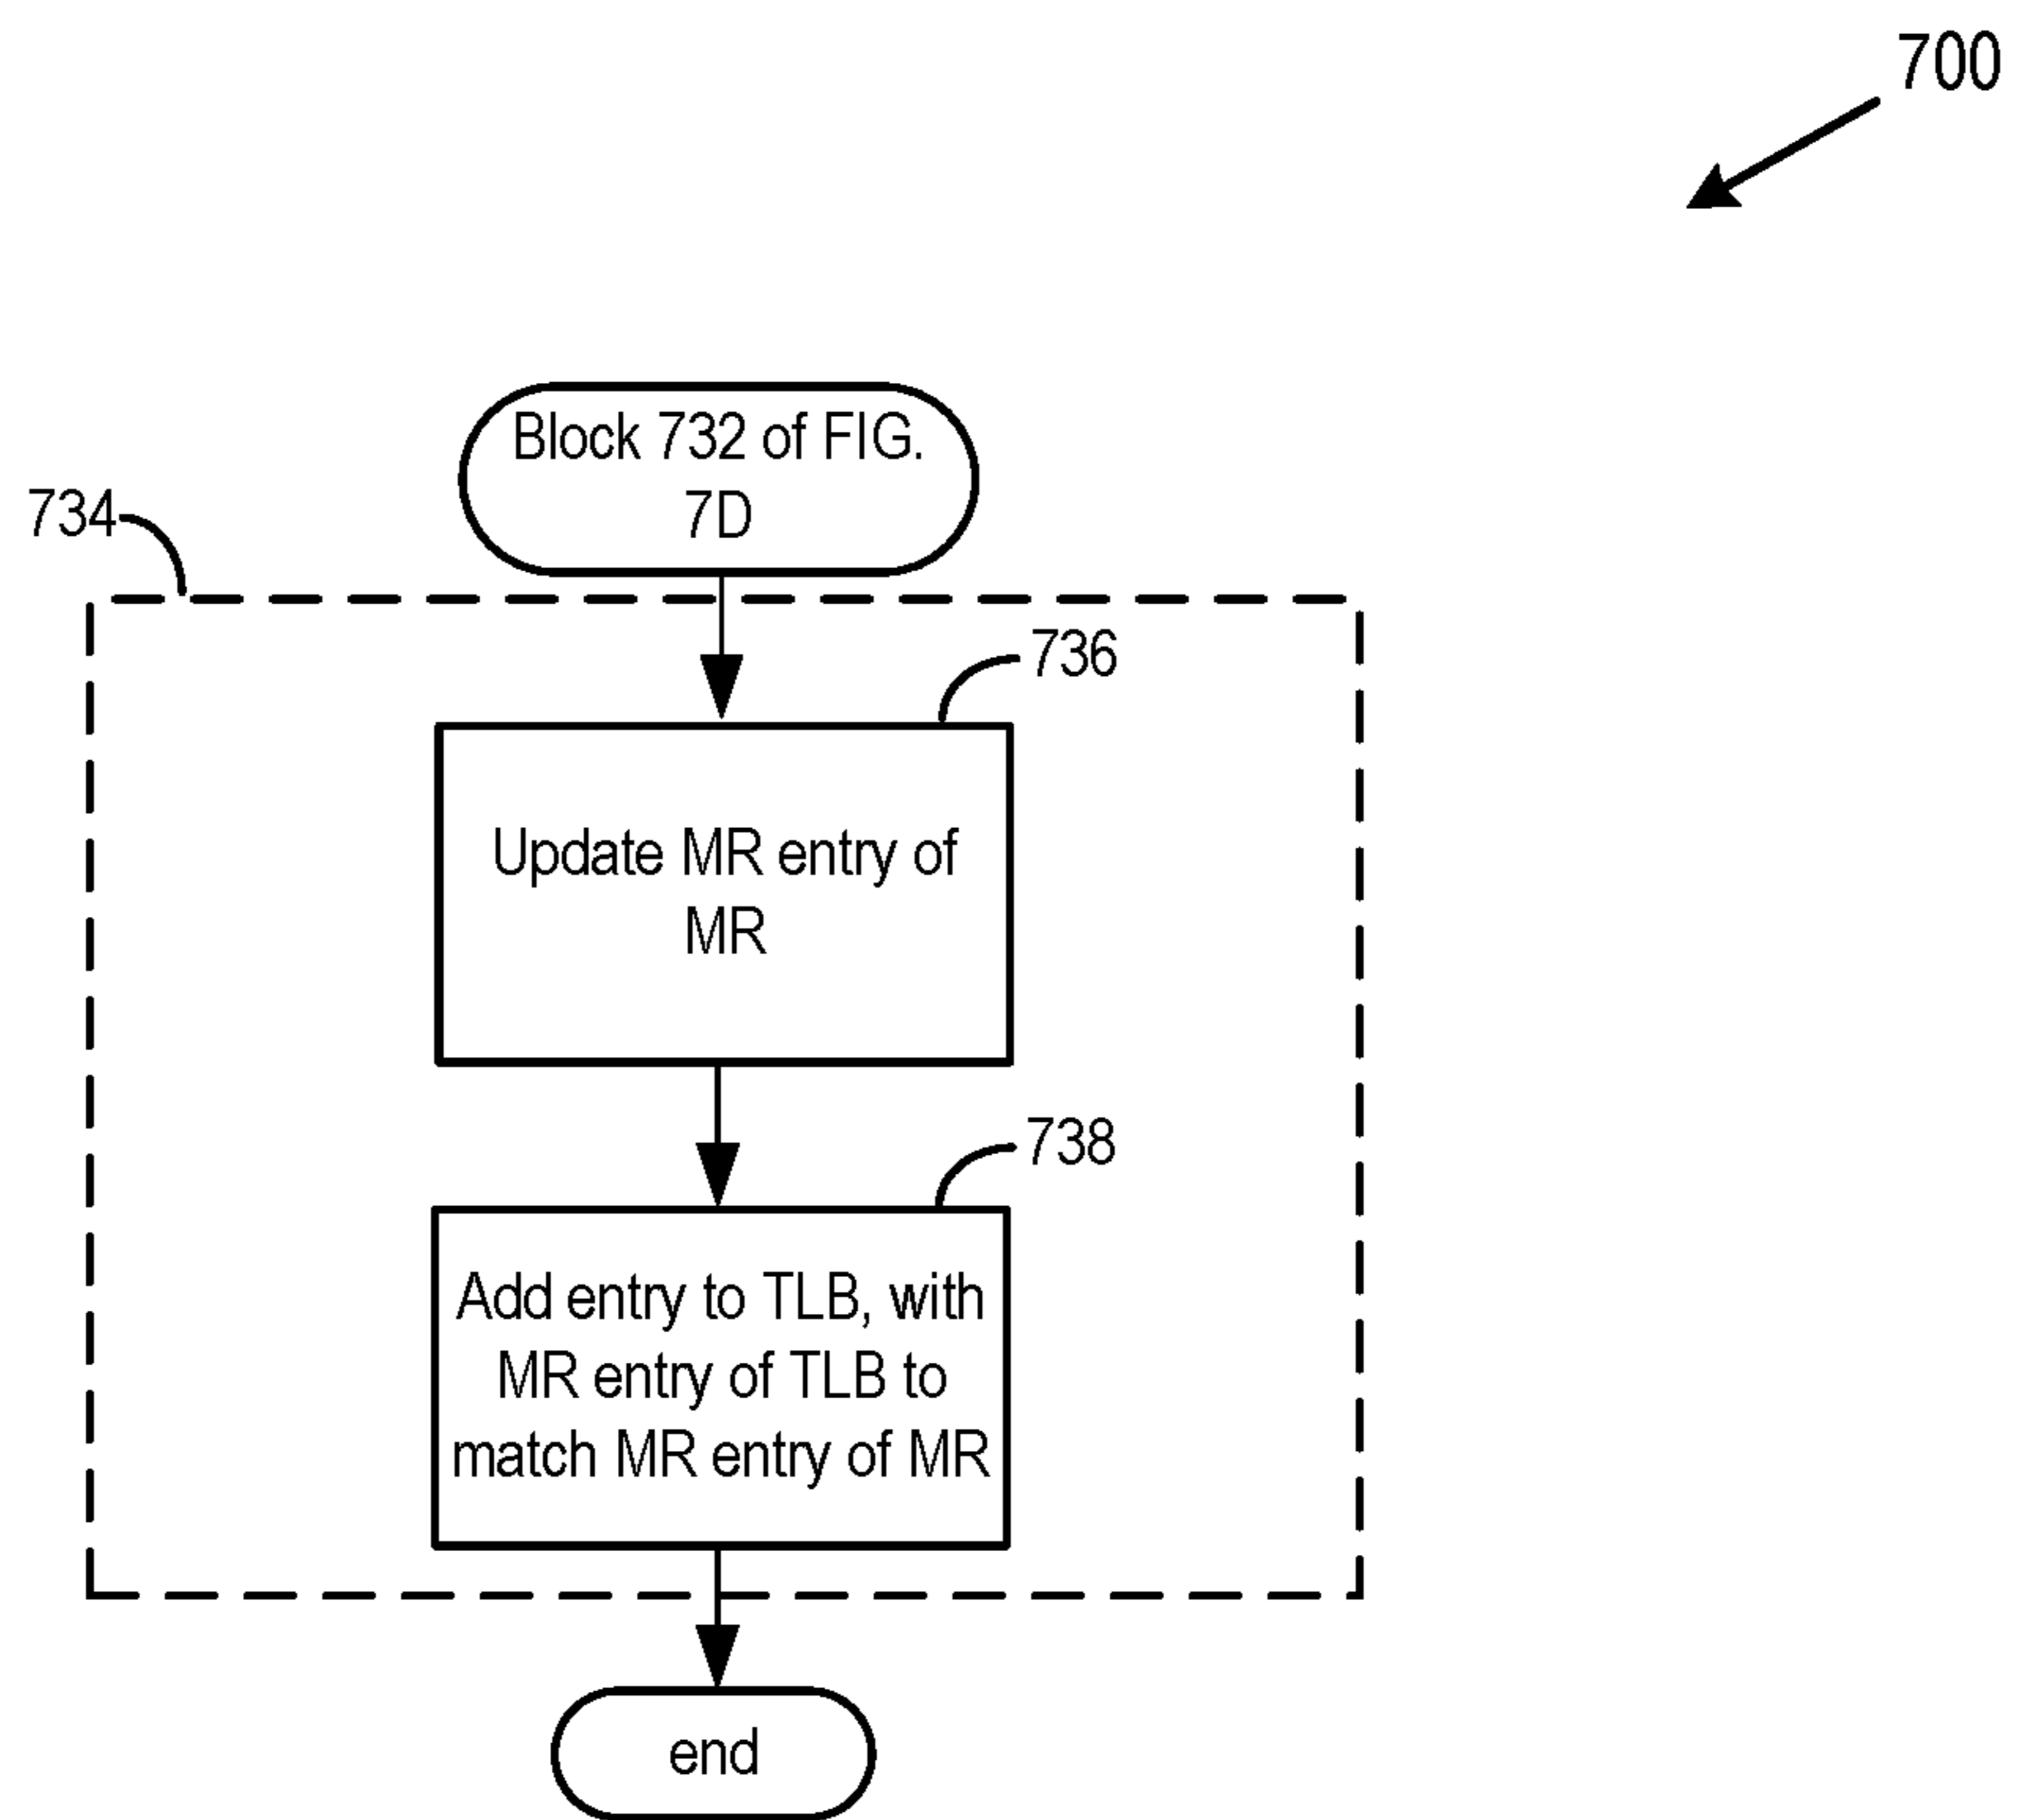 700
Block 732 of FIG.
7D
734
736
Update MR entry of
MR
738
Add entry to TLB, with
MR entry of TLB to
match MR entry of MR
end